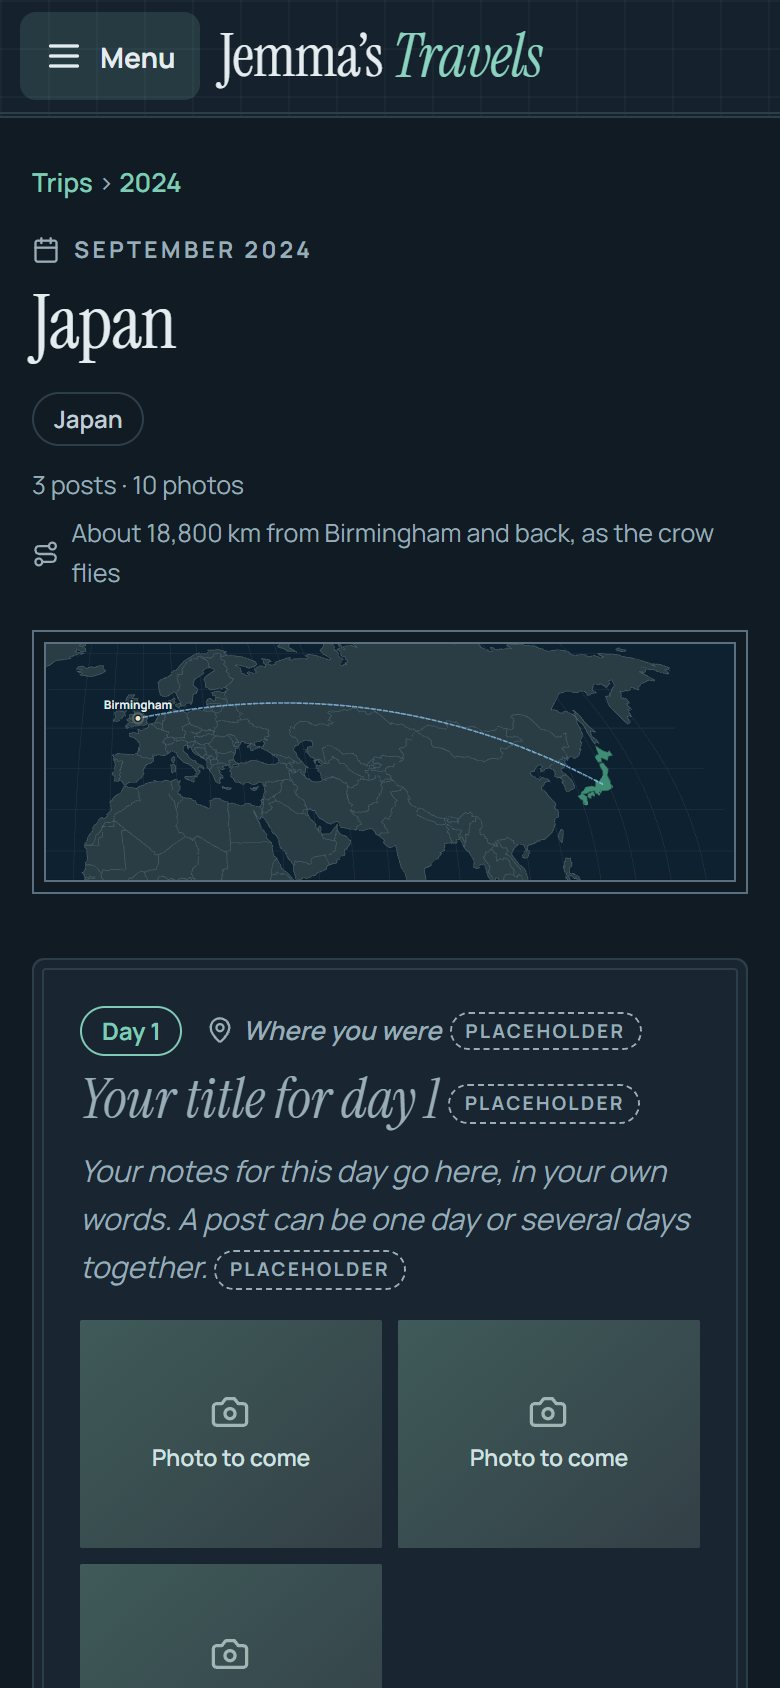 Menu
Jemma's Travels
Trips › 2024
SEPTEMBER 2024
Japan
Japan
3 posts · 10 photos
About 18,800 km from Birmingham and back, as the crow
flies
Birmingham
Day 1
Where you were PLACEHOLDER
Your title for day 1 PLACEHOLDER
Your notes for this day go here, in your own
words. A post can be one day or several days
together. PLACEHOLDER
Photo to come
Photo to come